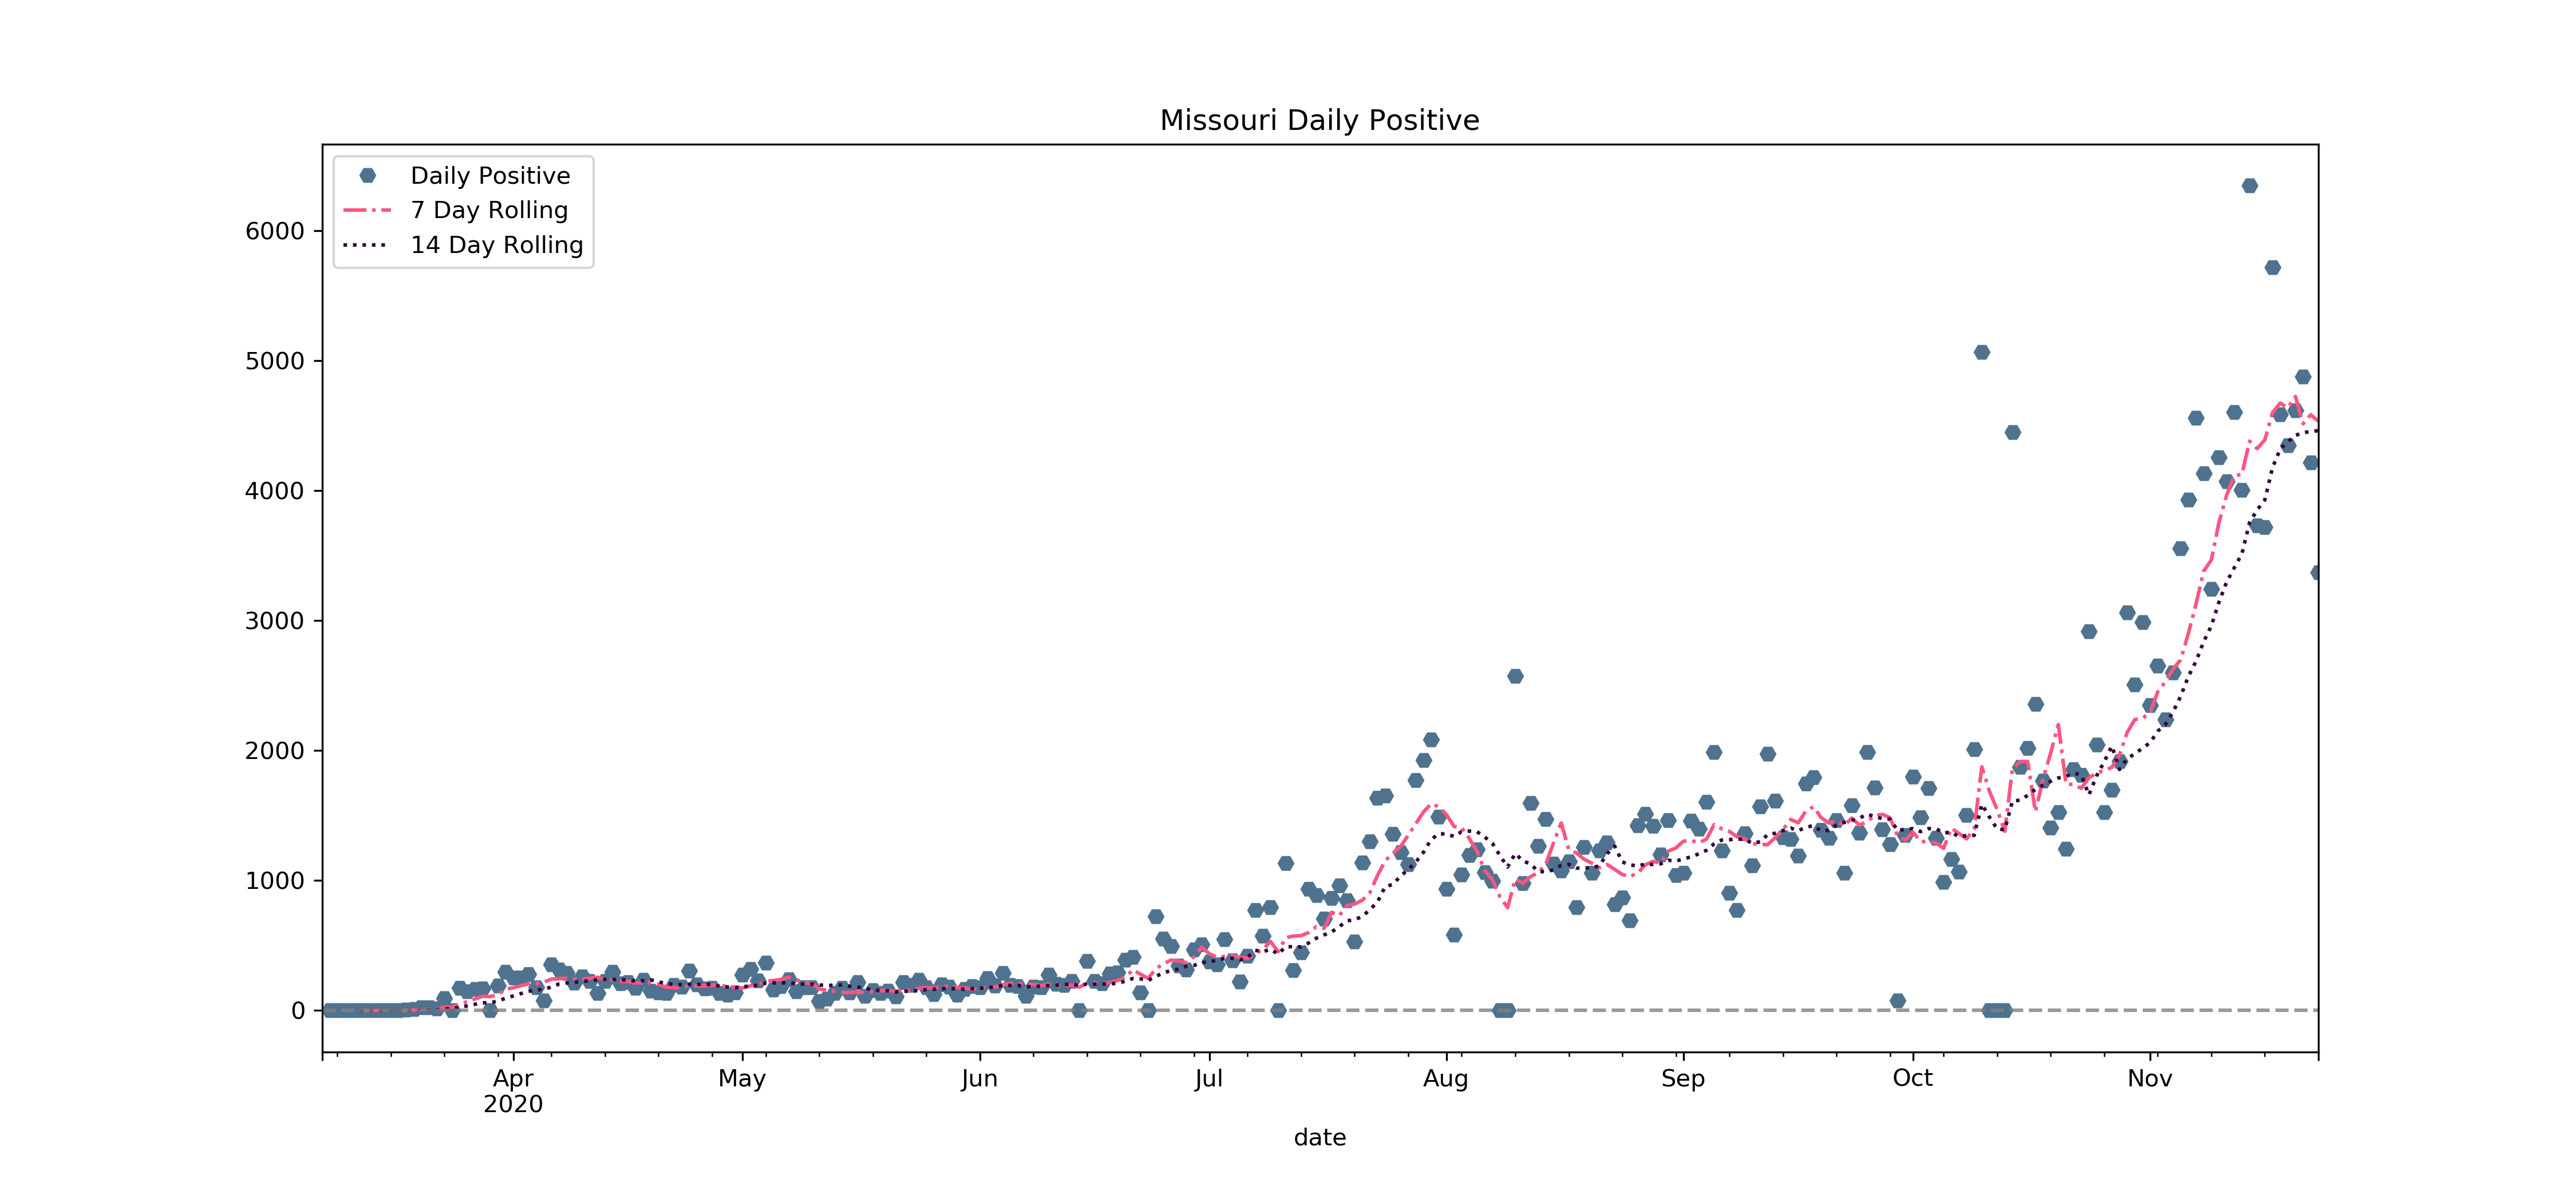 Missouri Daily Positive
Daily Positive
7 Day Rolling
14 Day Rolling
6000
5000
4000
3000
2000
1000
0
Apr May Jun Jul Aug Sep Oct Nov
2020
date